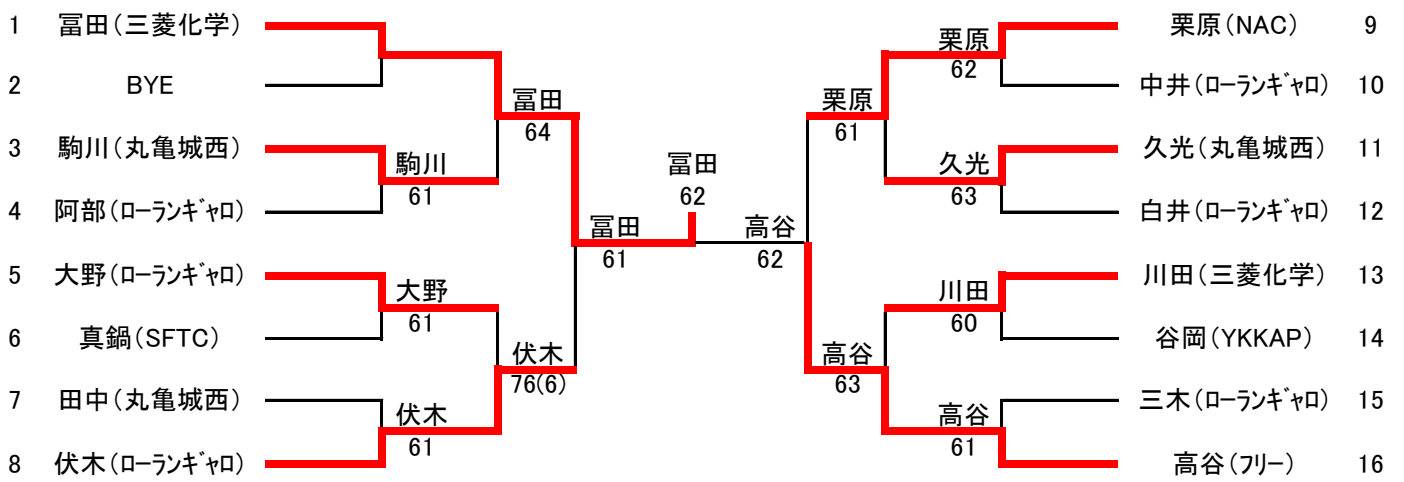 1 冨田(三菱化学)
2 BYE
3 駒川(丸亀城西)
4 阿部(ﾛｰﾗﾝｷﾞｬﾛ)
5 大野(ﾛｰﾗﾝｷﾞｬﾛ)
6 真鍋(SFTC)
7 田中(丸亀城西)
8 伏木(ﾛｰﾗﾝｷﾞｬﾛ)
駒川
61
大野
61
伏木
61
冨田
64
伏木
76(6)
冨田
61
冨田
62
高谷
62
栗原
61
高谷
63
栗原
62
久光
63
川田
60
高谷
61
栗原(NAC) 9
中井(ﾛｰﾗﾝｷﾞｬﾛ) 10
久光(丸亀城西) 11
白井(ﾛｰﾗﾝｷﾞｬﾛ) 12
川田(三菱化学) 13
谷岡(YKKAP) 14
三木(ﾛｰﾗﾝｷﾞｬﾛ) 15
高谷(ﾌﾘｰ) 16